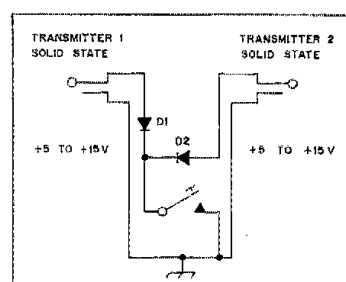 TRANSMITTER 1
SOLID STATE
TRANSMITTER 2
SOLID STATE
D1
D2
+5 TO +15V
+5 TO +15V